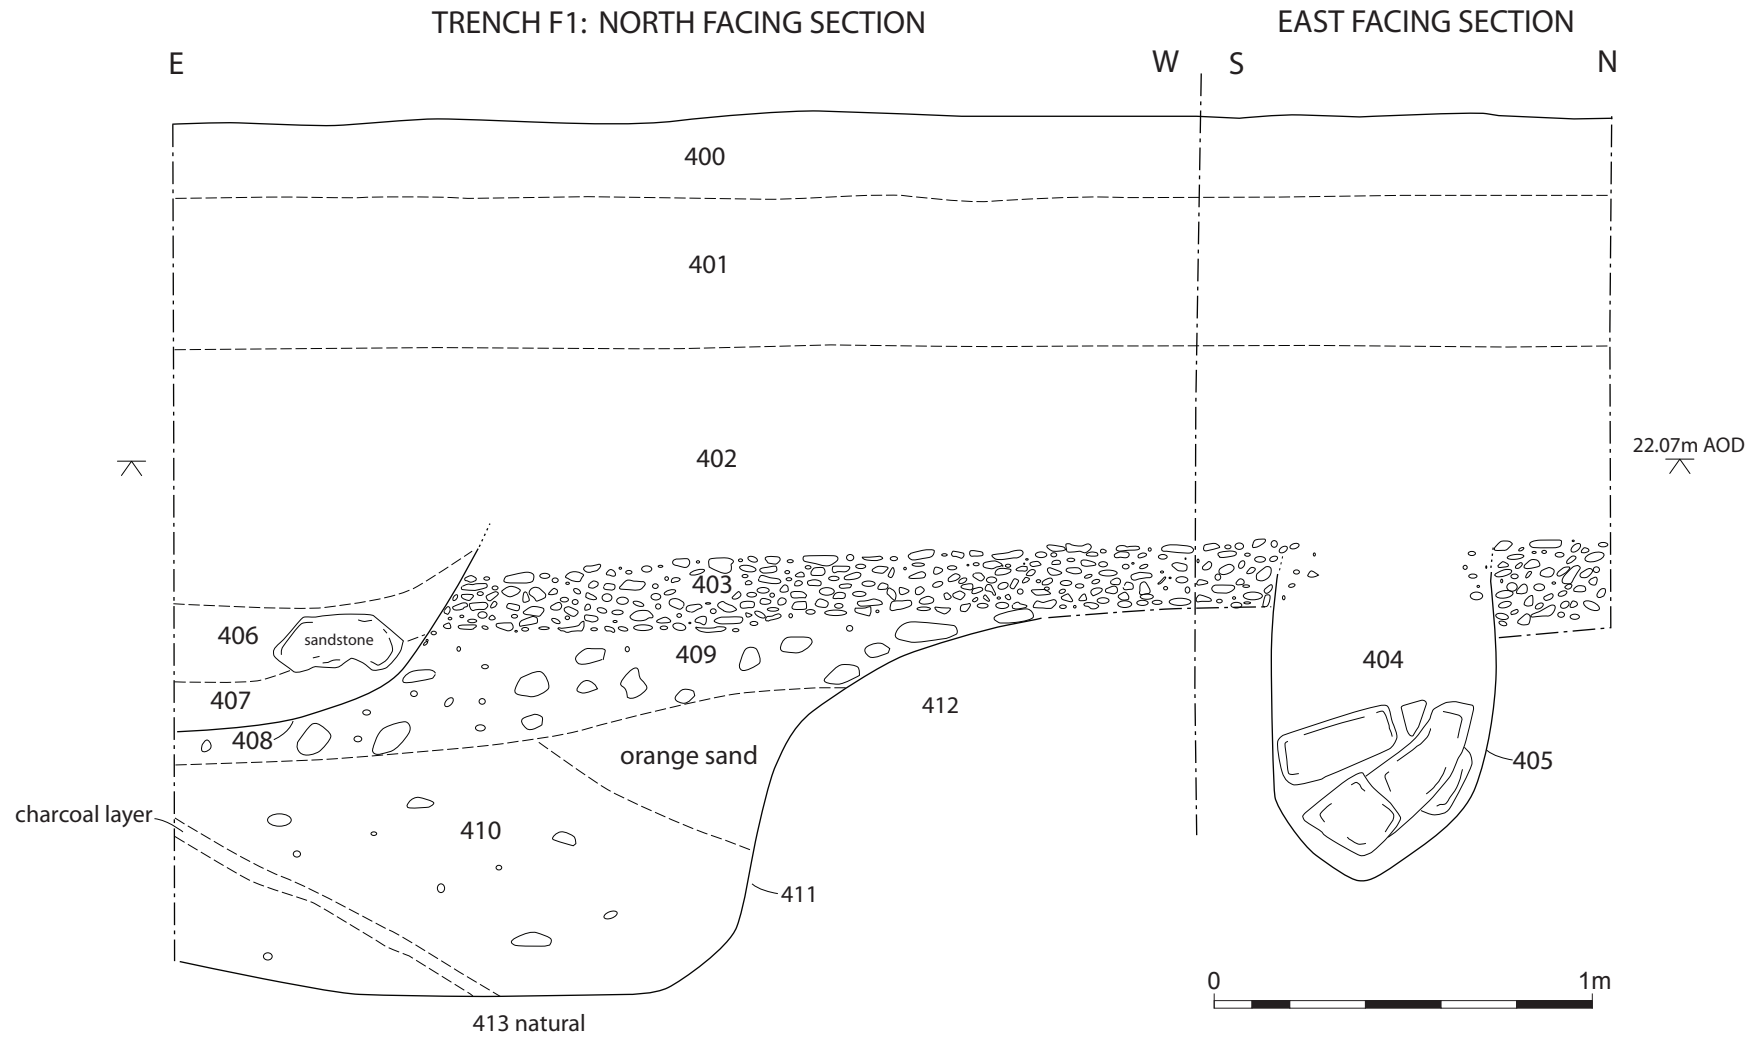 TRENCH F1: NORTH FACING SECTION
EAST FACING SECTION
E
W
S
N
400
401
402
22.07m AOD
403
406
sandstone
409
404
407
412
408
orange sand
405
charcoal layer
410
411
0
1m
413 natural